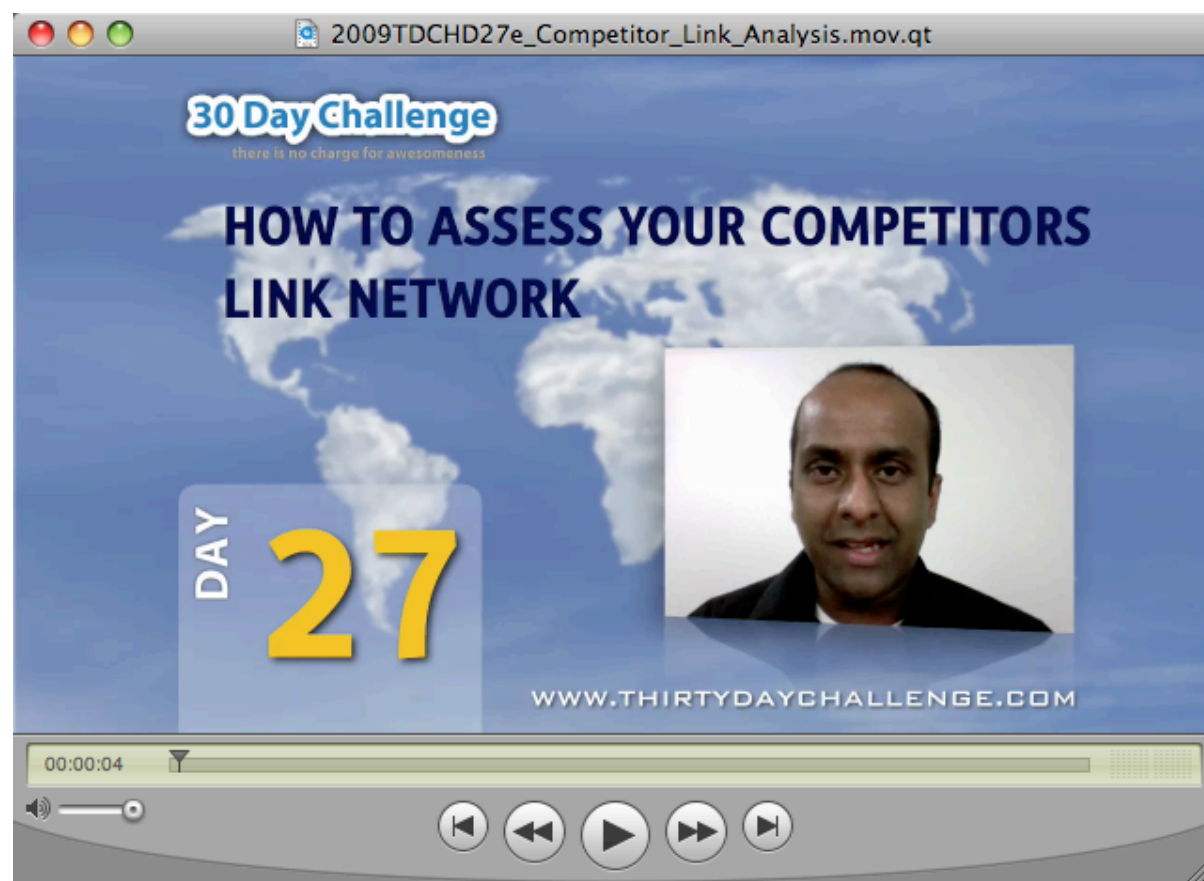 2009TDCHD27e_Competitor_Link_Analysis.mov.qt
30 Day Challenge
there is no charge for awesomeness
HOW TO ASSESS YOUR COMPETITORS
LINK NETWORK
DAY
27
WWW.THIRTYDAYCHALLENGE.COM
00:00:04